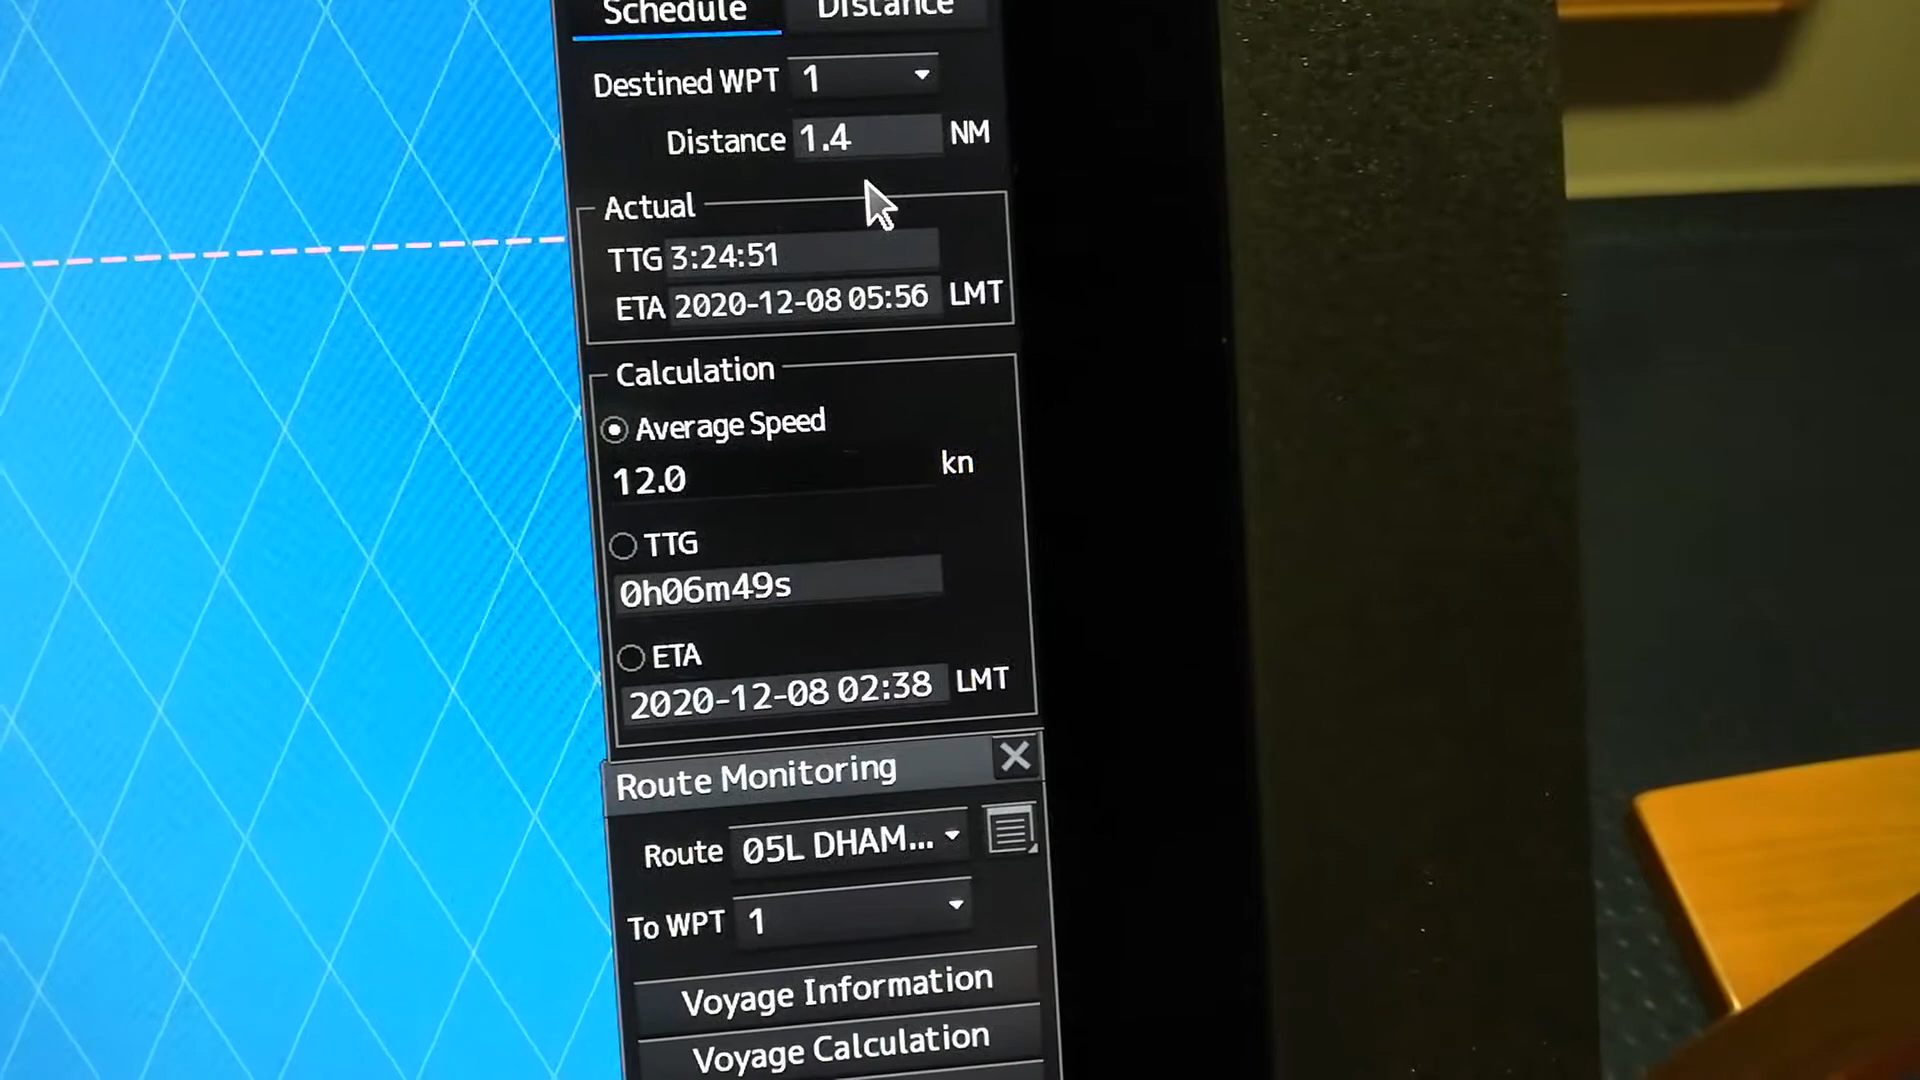 Schedule Distance
Destined WPT 1
Distance 1.4 NM
Actual
TTG 3:24:51
ETA 2020-12-08 05:56 LMT
Calculation
Average Speed
12.0 kn
TTG
0h06m49s
ETA
2020-12-08 02:38 LMT
Route Monitoring
Route 05L DHAM...
To WPT 1
Voyage Information
Voyage Calculation